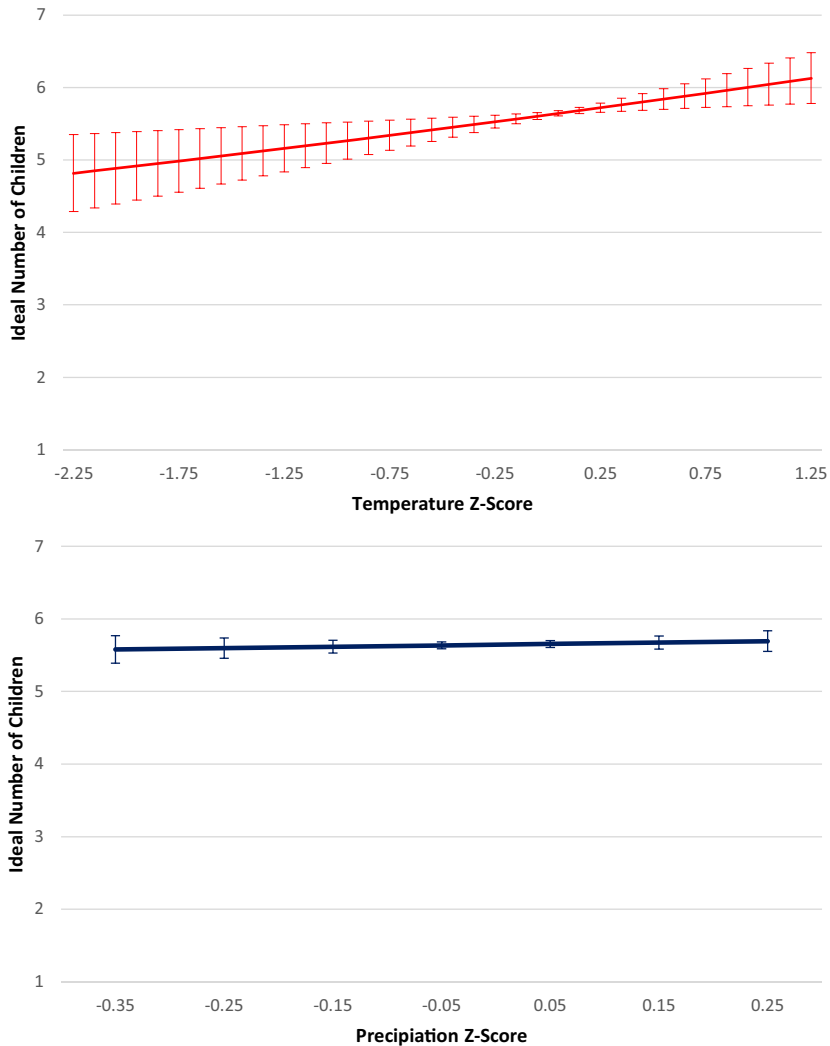 7
6
5
4
3
2
1
Ideal Number of Children
-2.25 -1.75 -1.25 -0.75 -0.25 0.25 0.75 1.25
Temperature Z-Score
7
6
5
4
3
2
1
Ideal Number of Children
-0.35 -0.25 -0.15 -0.05 0.05 0.15 0.25
Precipiation Z-Score